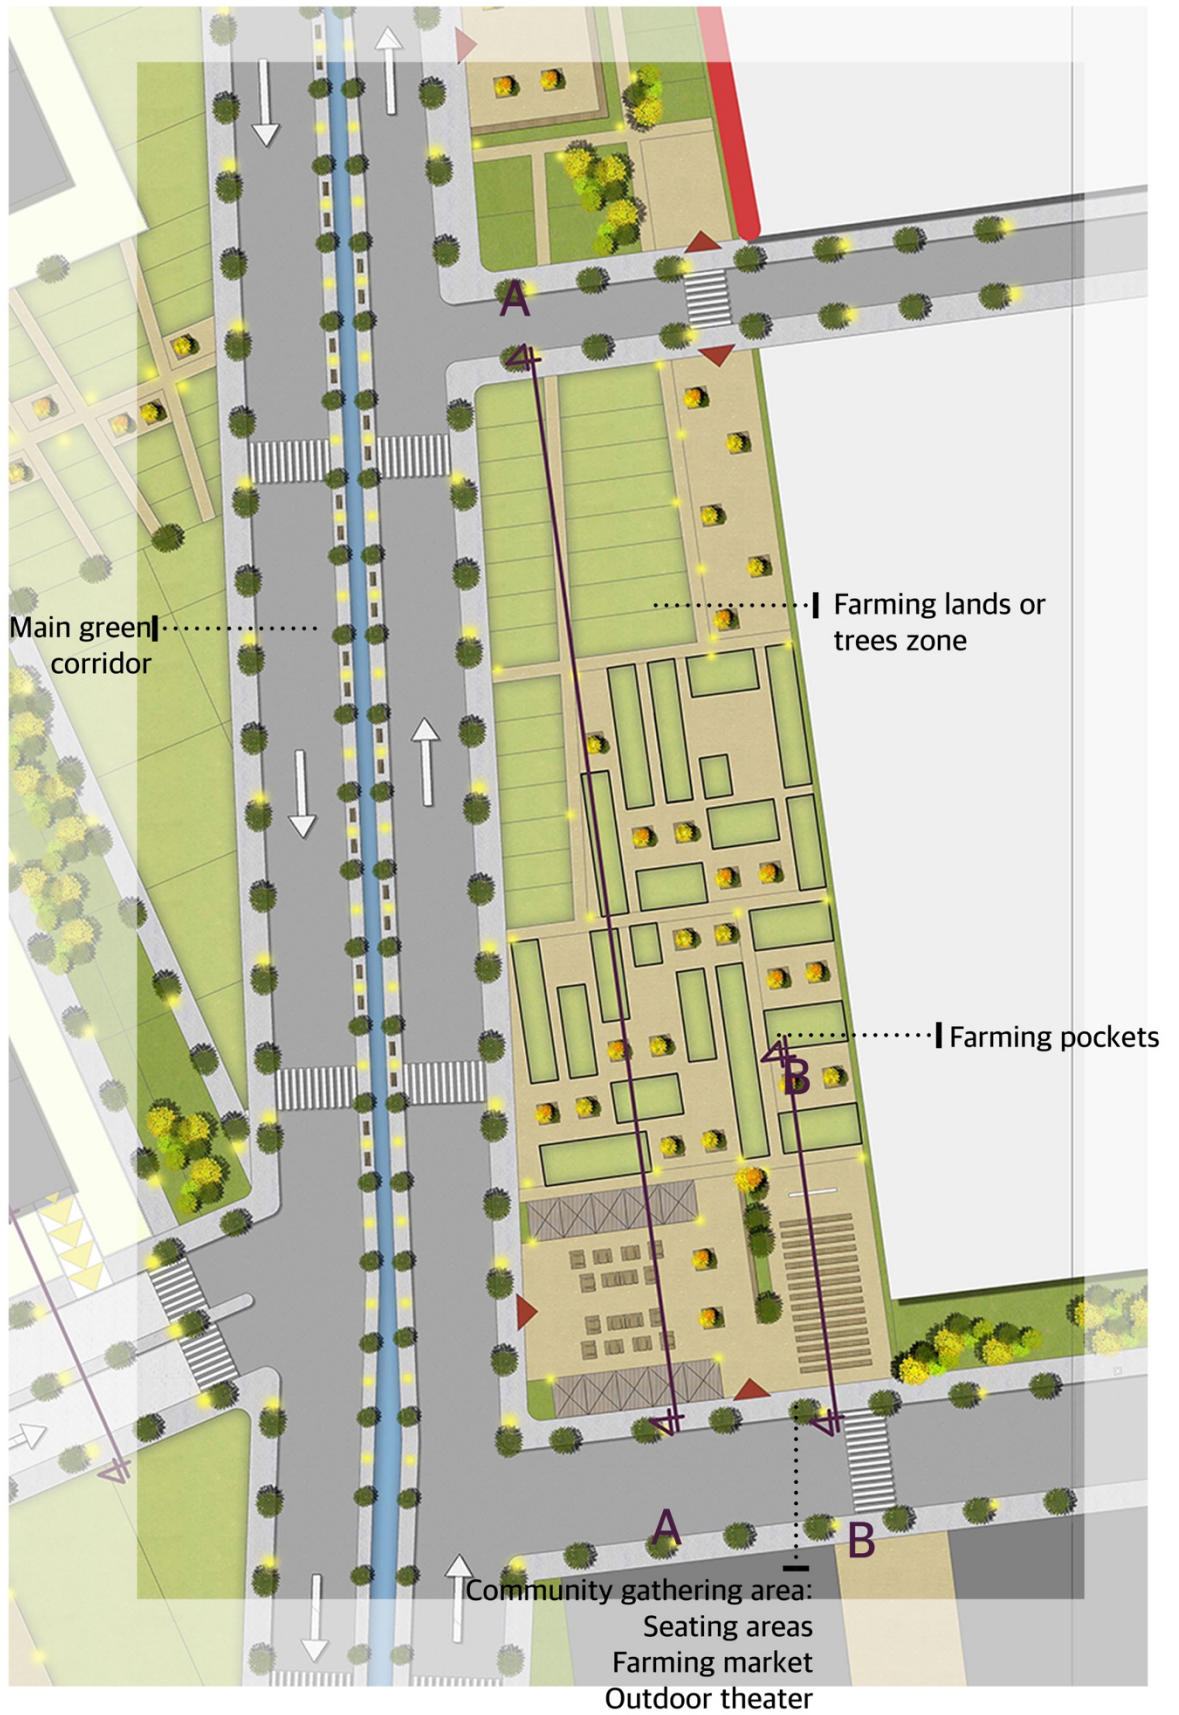 A
Farming lands or
trees zone
Main green
corridor
Farming pockets
B
A
B
Community gathering area:
Seating areas
Farming market
Outdoor theater